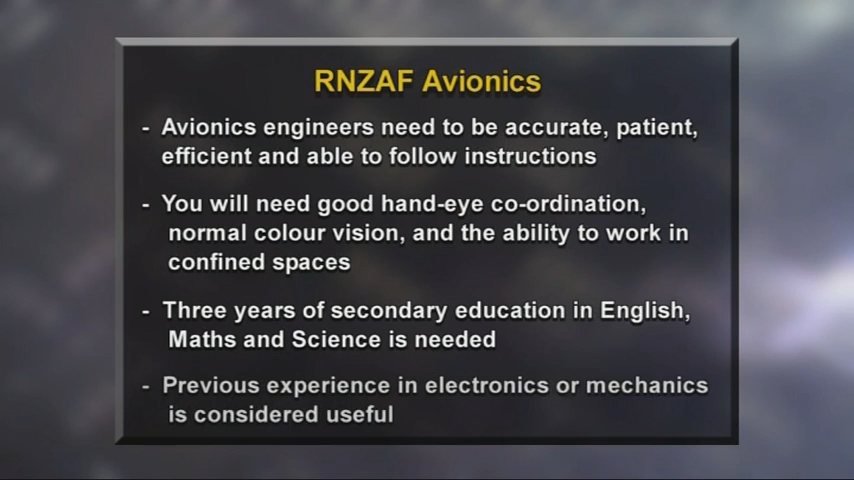 RNZAF Avionics
- Avionics engineers need to be accurate, patient,
efficient and able to follow instructions
- You will need good hand-eye co-ordination,
normal colour vision, and the ability to work in
confined spaces
- Three years of secondary education in English,
Maths and Science is needed
- Previous experience in electronics or mechanics
is considered useful